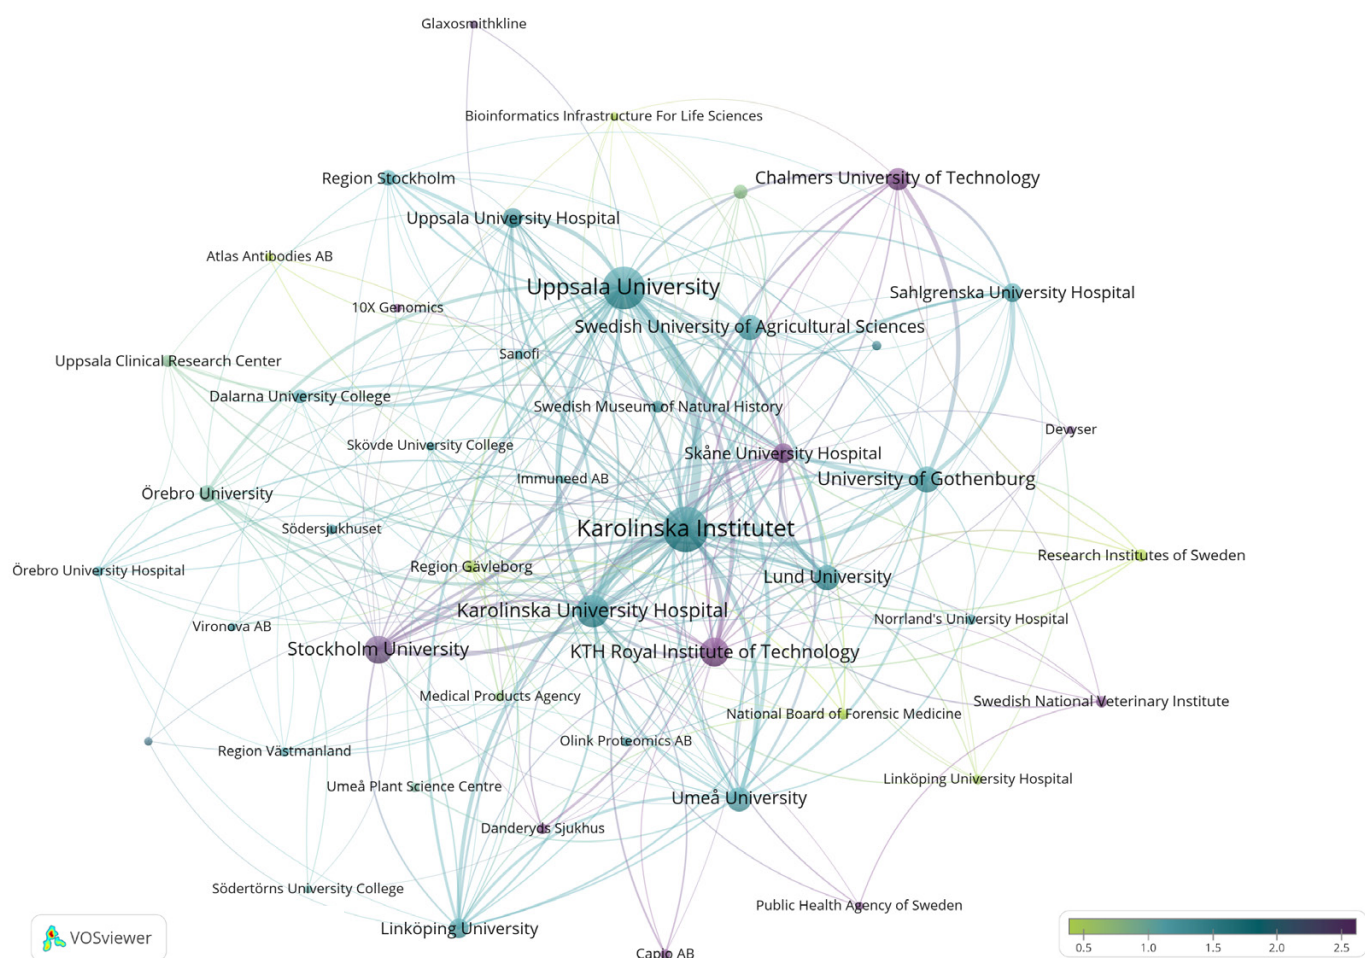 Glaxosmithkline
Bioinformatics Infrastructure For Life Sciences
Region Stockholm
Chalmers University of Technology
Uppsala University Hospital
Atlas Antibodies AB
Uppsala University
Sahlgrenska University Hospital
10X Genomics
Swedish University of Agricultural Sciences
Sanofi
Uppsala Clinical Research Center
Dalarna University College
Swedish Museum of Natural History
Devyser
Skövde University College
Skåne University Hospital
Immuneed AB
University of Gothenburg
Örebro University
Södersjukhuset
Karolinska Institutet
Research Institutes of Sweden
Region Gävleborg
Örebro University Hospital
Lund University
Karolinska University Hospital
Norrland's University Hospital
Vironova AB
Stockholm University
KTH Royal Institute of Technology
Medical Products Agency
Swedish National Veterinary Institute
National Board of Forensic Medicine
Olink Proteomics AB
Region Västmanland
Linköping University Hospital
Umeå Plant Science Centre
Umeå University
Danderyds Sjukhus
Södertörns University College
Public Health Agency of Sweden
Linköping University
VOSviewer
Capio AB
0.5 1.0 1.5 2.0 2.5